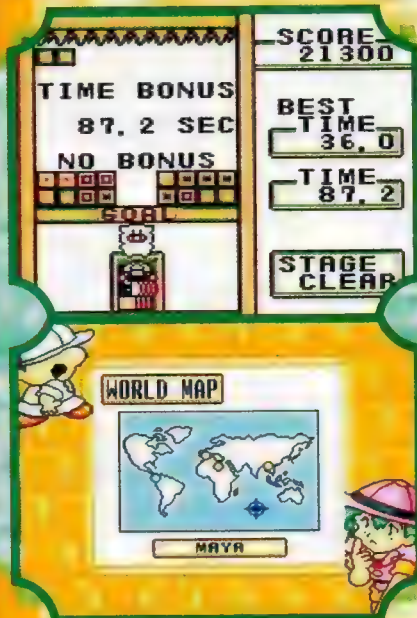 SCORE
21300
TIME BONUS
87.2 SEC
NO BONUS
GOAL
BEST
TIME
36.0
TIME
87.2
STAGE
CLEAR
WORLD MAP
MAYA